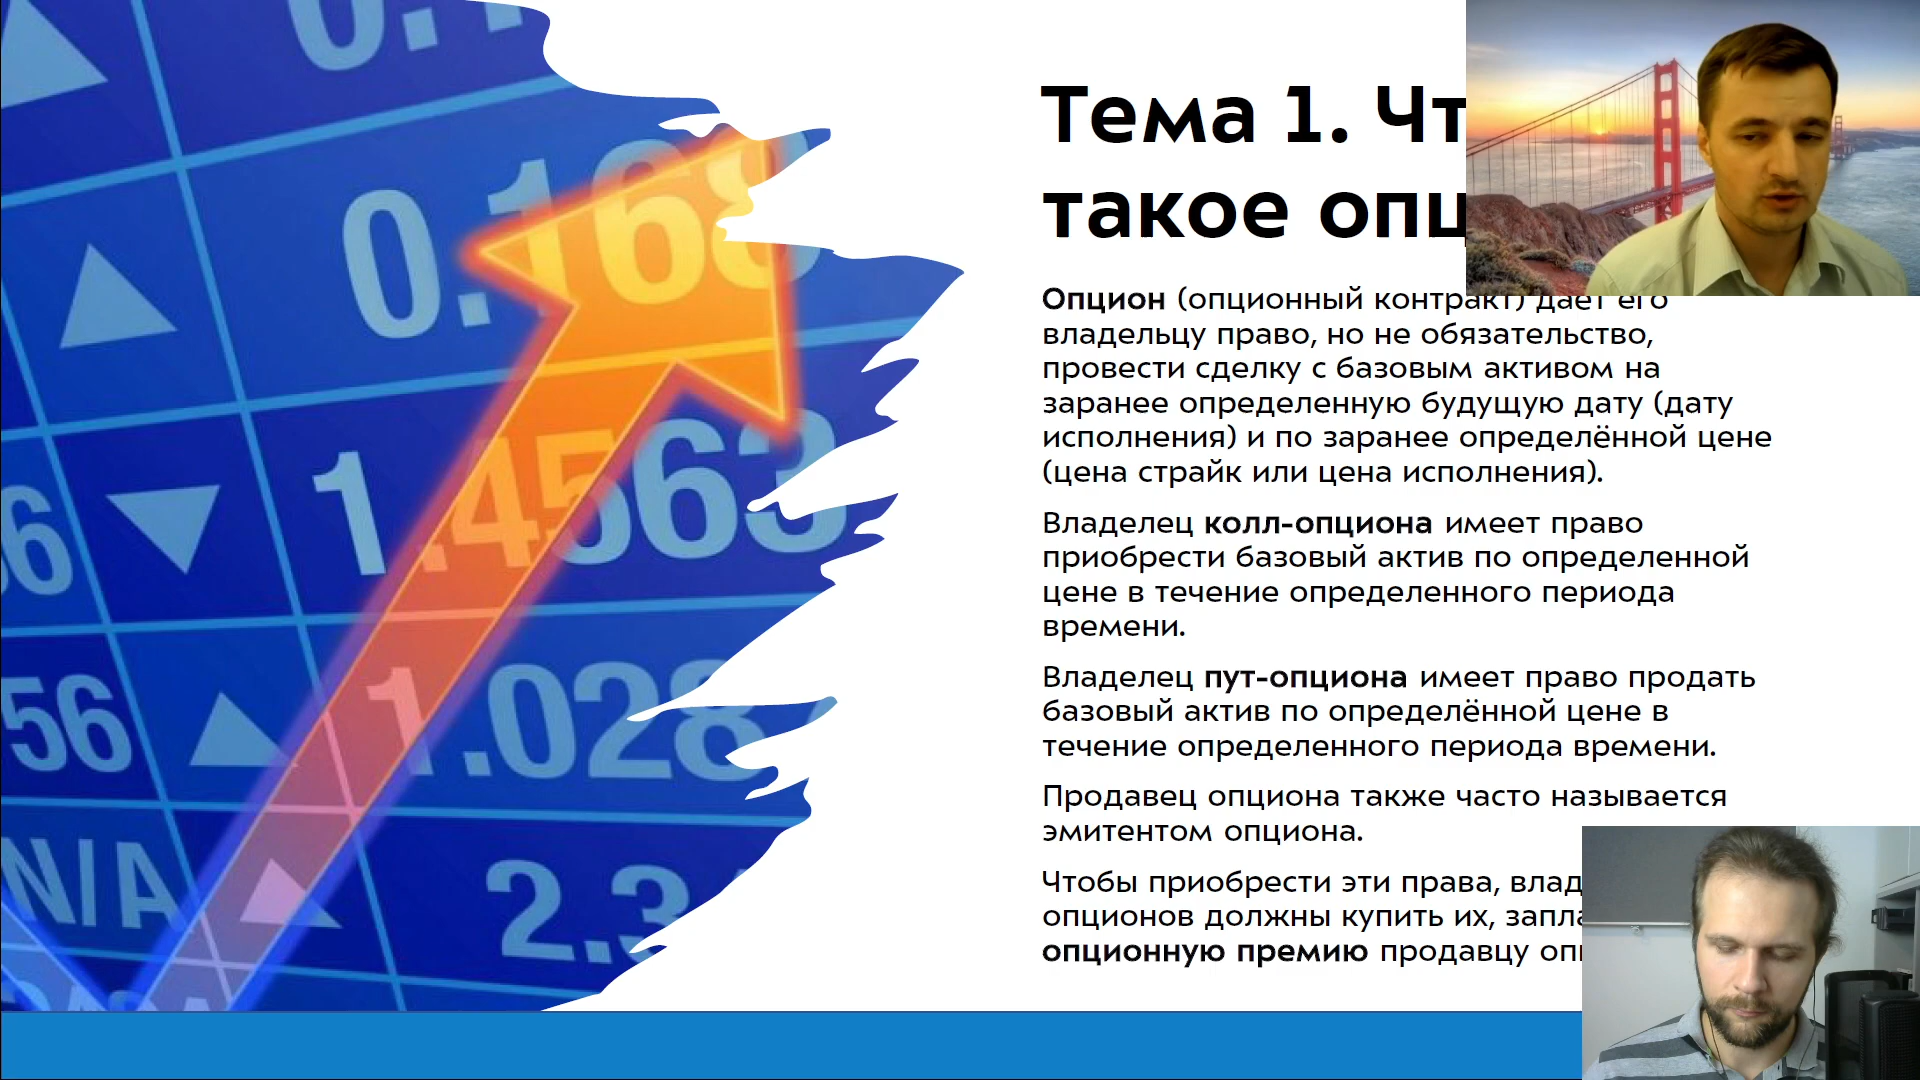 0.1
0.168
1.4563
6
56
1.028
N/A
2.3
Тема 1. Чт
такое опц
Опцион (опционный контракт) дает его
владельцу право, но не обязательство,
провести сделку с базовым активом на
заранее определенную будущую дату (дату
исполнения) и по заранее определённой цене
(цена страйк или цена исполнения).
Владелец колл-опциона имеет право
приобрести базовый актив по определенной
цене в течение определенного периода
времени.
Владелец пут-опциона имеет право продать
базовый актив по определённой цене в
течение определенного периода времени.
Продавец опциона также часто называется
эмитентом опциона.
Чтобы приобрести эти права, влад
опционов должны купить их, запла
опционную премию продавцу оп